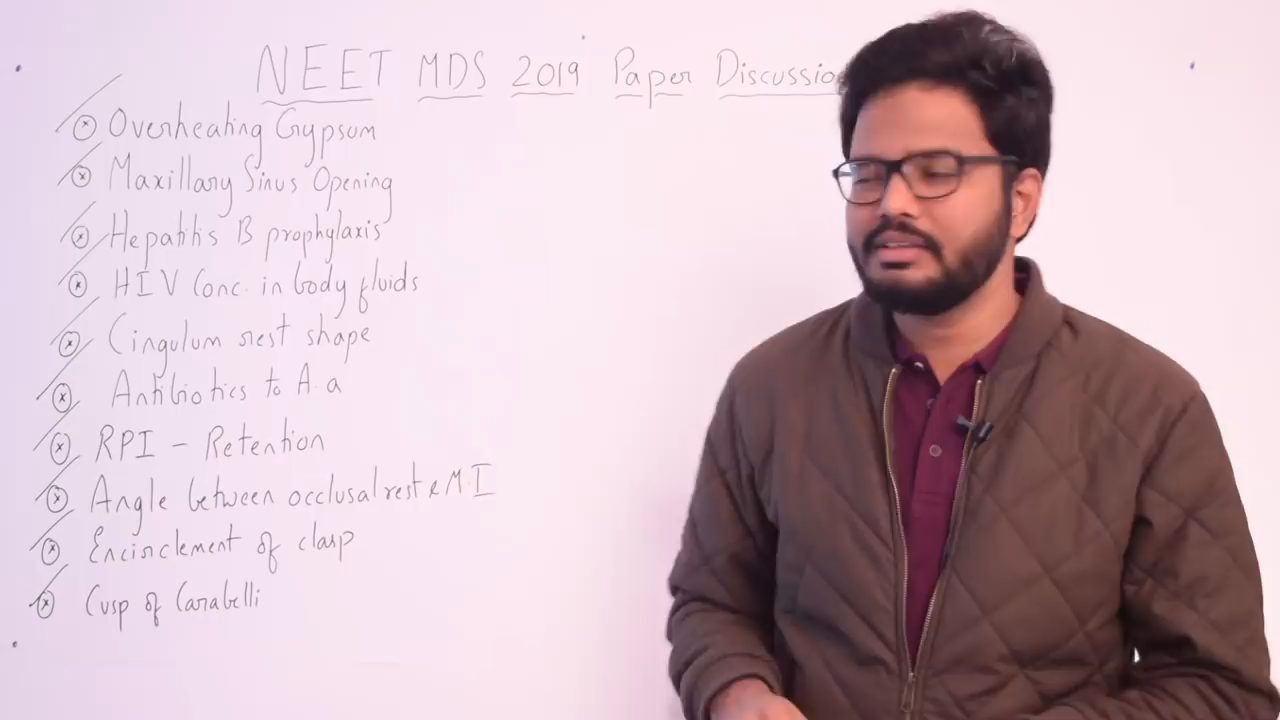 NEET MDS 2019 Paper Discussio
Overheating Gypsum
Maxillary Sinus Opening
Hepatitis B prophylaxis
HIV Conc. in body fluids
Cingulum rest shape
Antibiotics to A.a
RPI - Retention
Angle between occlusal rest & M.I
Encirclement of clasp
Cusp of Carabelli